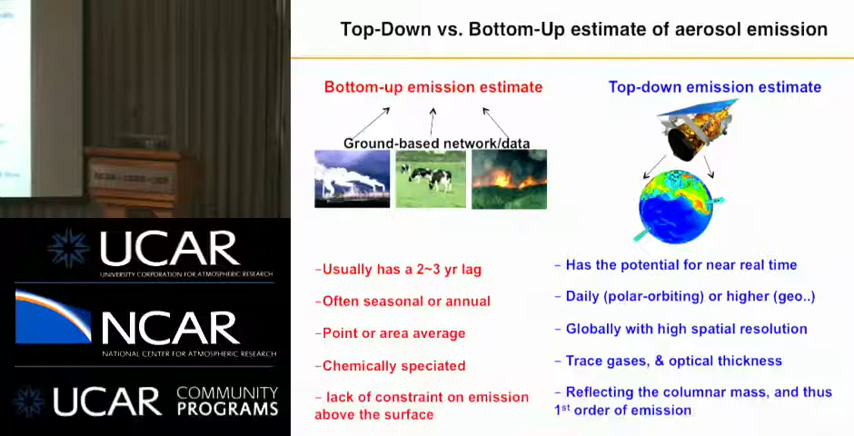 Top-Down vs. Bottom-Up estimate of aerosol emission
Bottom-up emission estimate
Ground-based network/data
–Usually has a 2~3 yr lag
–Often seasonal or annual
–Point or area average
–Chemically speciated
– lack of constraint on emission
above the surface
Top-down emission estimate
– Has the potential for near real time
– Daily (polar-orbiting) or higher (geo..)
– Globally with high spatial resolution
– Trace gases, & optical thickness
– Reflecting the columnar mass, and thus
1st order of emission
UCAR
UNIVERSITY CORPORATION FOR ATMOSPHERIC RESEARCH
NCAR
NATIONAL CENTER FOR ATMOSPHERIC RESEARCH
UCAR COMMUNITY
PROGRAMS